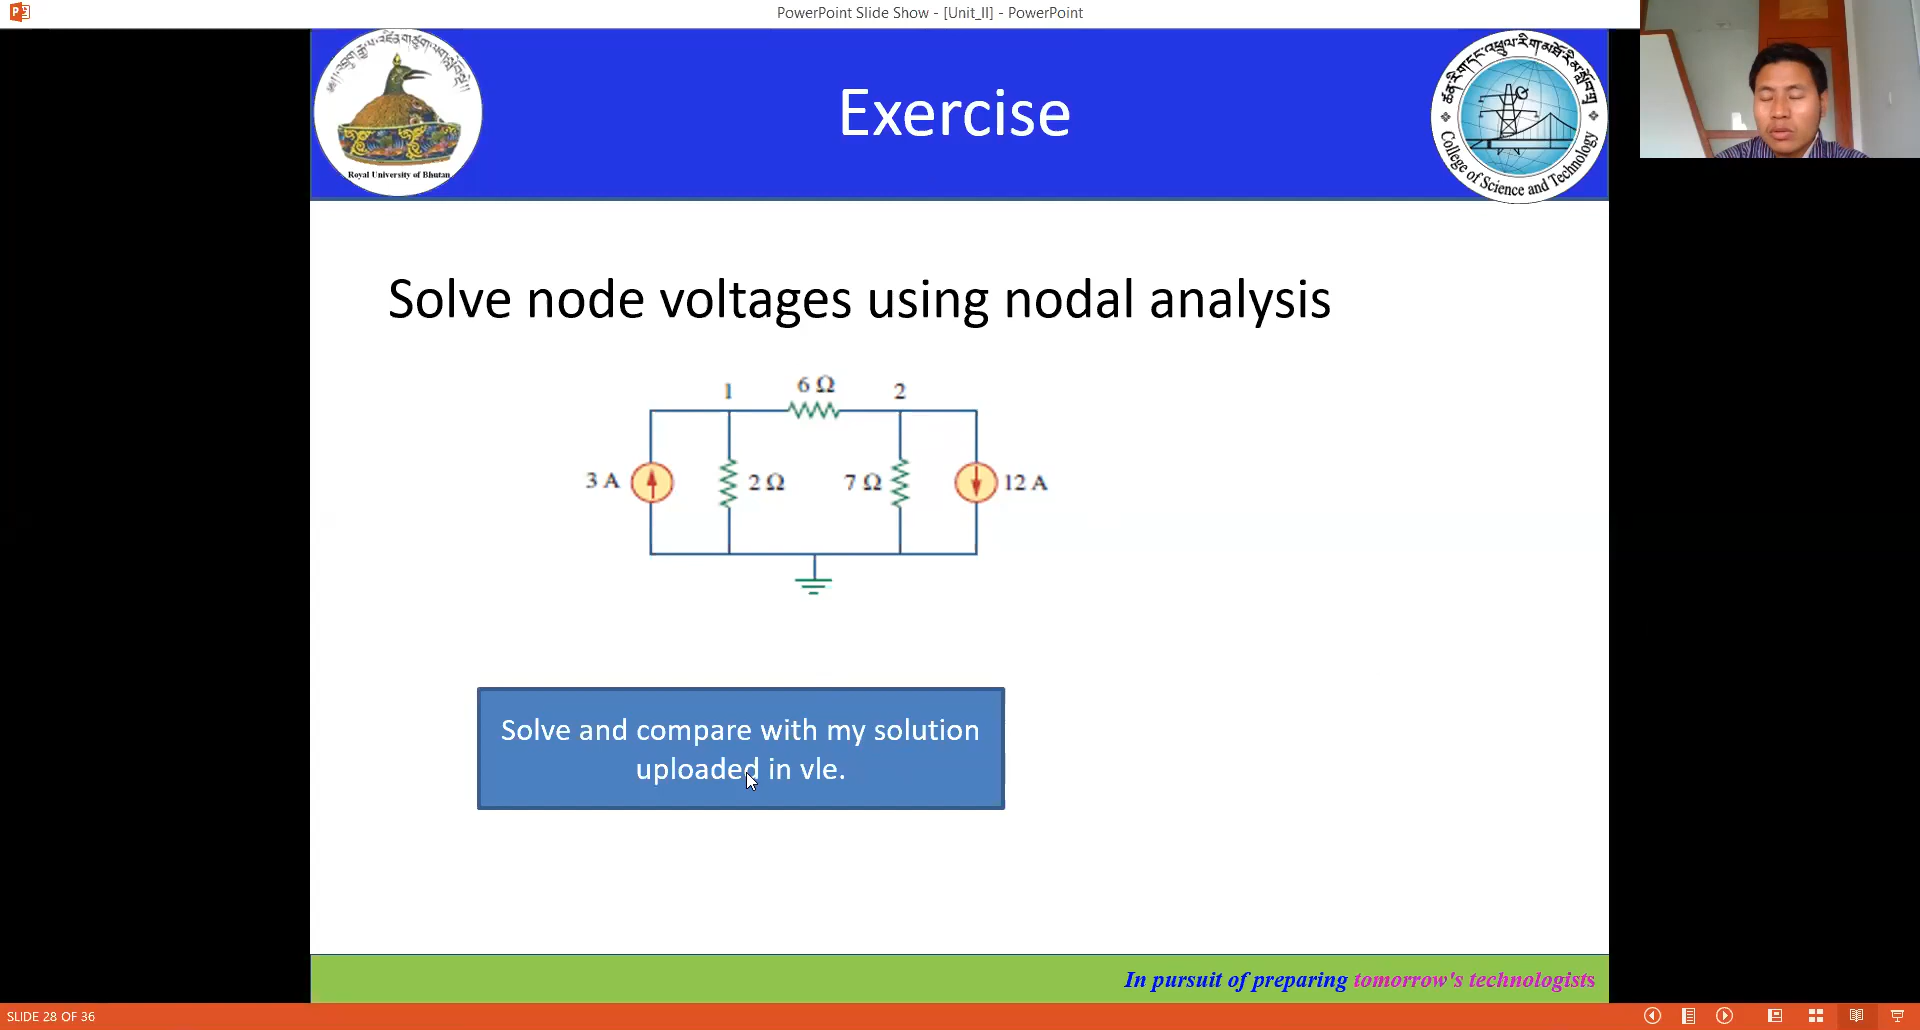 PowerPoint Slide Show - [Unit_II] - PowerPoint
Exercise
Royal University of Bhutan
College of Science and Technology
Solve node voltages using nodal analysis
1
6 Ω
2
3 A
2 Ω
7 Ω
12 A
Solve and compare with my solution
uploaded in vle.
In pursuit of preparing tomorrow's technologists
SLIDE 28 OF 36